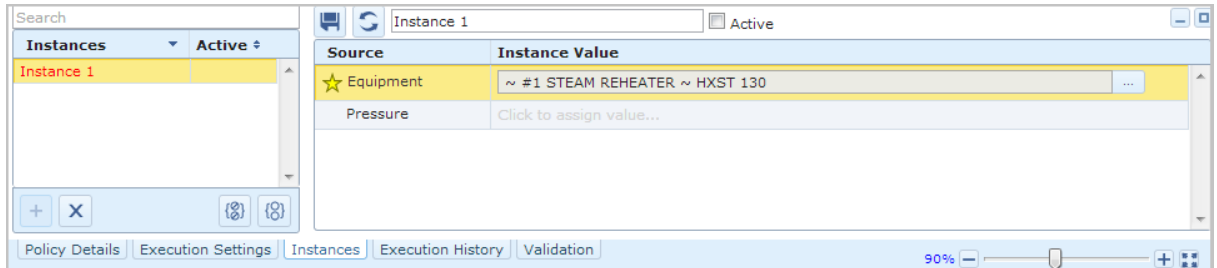 Search
Instances Active
Instance 1
Instance 1 Active
Source Instance Value
Equipment ~ #1 STEAM REHEATER ~ HXST 130 ...
Pressure Click to assign value...
Policy Details Execution Settings Instances Execution History Validation 90%